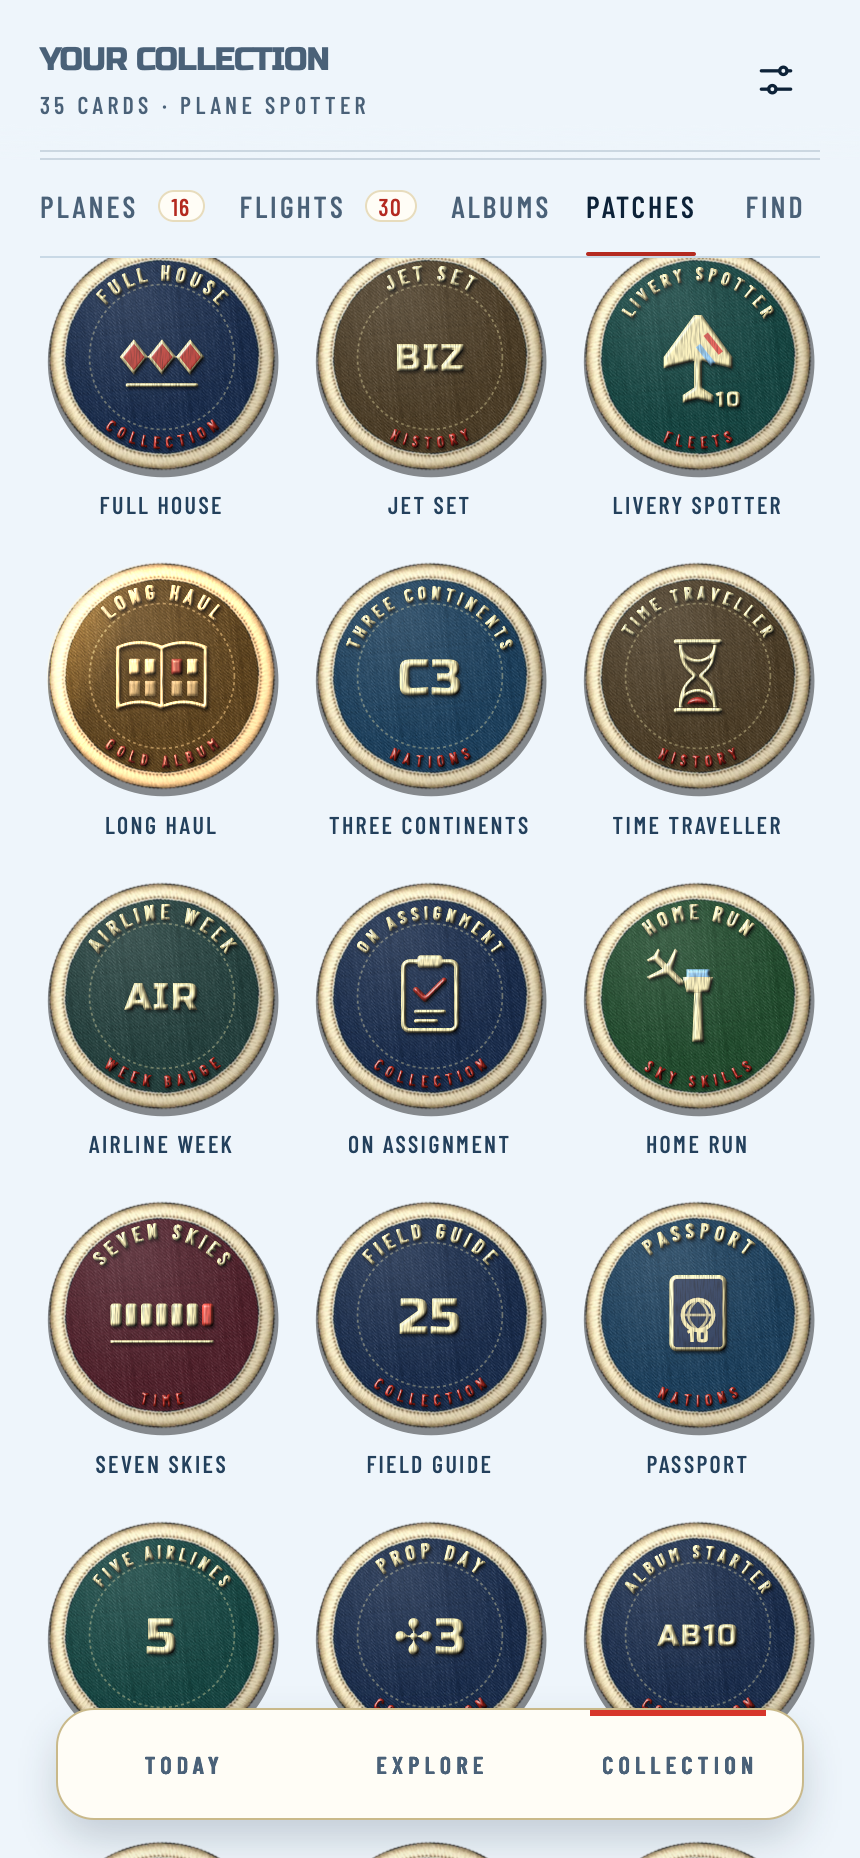 YOUR COLLECTION
35 CARDS · PLANE SPOTTER
PLANES 16 FLIGHTS 30 ALBUMS PATCHES FIND
FULL HOUSE
COLLECTION
JET SET
BIZ
HISTORY
LIVERY SPOTTER
10
FLEETS
FULL HOUSE JET SET LIVERY SPOTTER
LONG HAUL
GOLD ALBUM
THREE CONTINENTS
C3
NATIONS
TIME TRAVELLER
HISTORY
LONG HAUL THREE CONTINENTS TIME TRAVELLER
AIRLINE WEEK
AIR
WEEK BADGE
ON ASSIGNMENT
COLLECTION
HOME RUN
SKY SKILLS
AIRLINE WEEK ON ASSIGNMENT HOME RUN
SEVEN SKIES
TIME
FIELD GUIDE
25
COLLECTION
PASSPORT
10
NATIONS
SEVEN SKIES FIELD GUIDE PASSPORT
FIVE AIRLINES
5
PROP DAY
3
ALBUM STARTER
AB10
TODAY EXPLORE COLLECTION